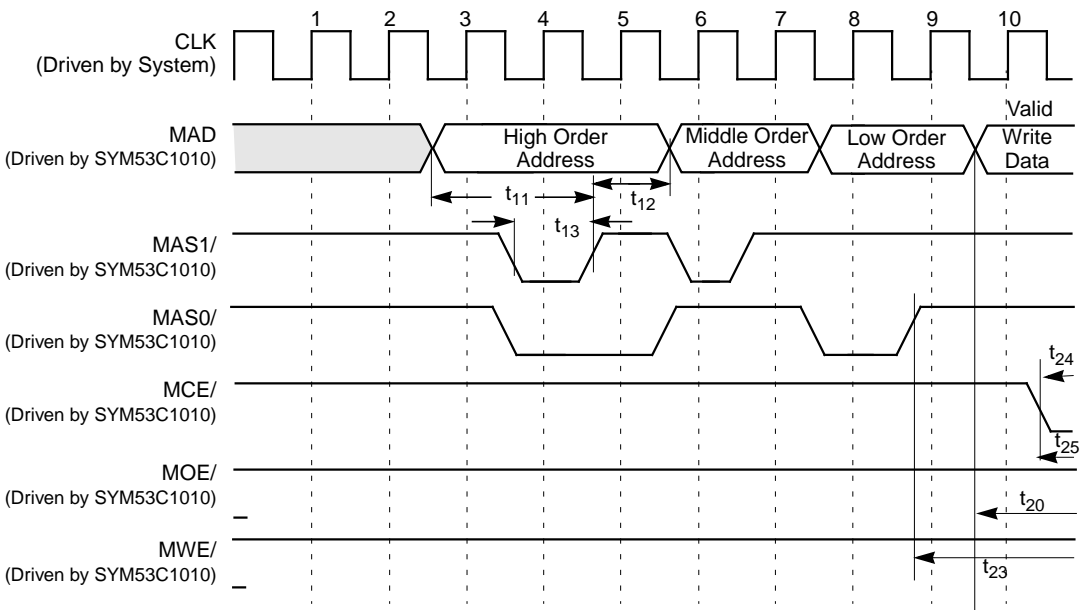 1 2 3 4 5 6 7 8 9 10
CLK
(Driven by System)
MAD
(Driven by SYM53C1010)
High Order
Address
Middle Order
Address
Low Order
Address
Valid
Write
Data
t11
t12
t13
MAS1/
(Driven by SYM53C1010)
MAS0/
(Driven by SYM53C1010)
t24
MCE/
(Driven by SYM53C1010)
t25
MOE/
(Driven by SYM53C1010)
t20
MWE/
(Driven by SYM53C1010)
t23